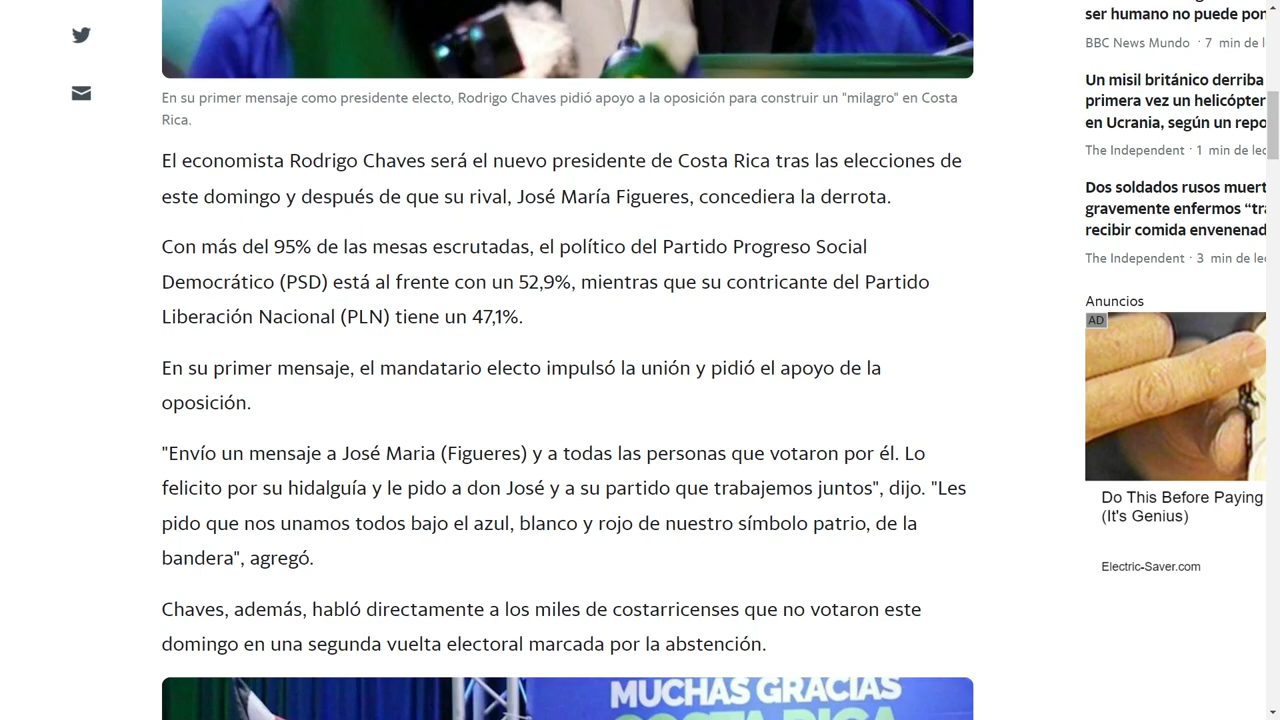 En su primer mensaje como presidente electo, Rodrigo Chaves pidió apoyo a la oposición para construir un "milagro" en Costa
Rica.
El economista Rodrigo Chaves será el nuevo presidente de Costa Rica tras las elecciones de
este domingo y después de que su rival, José María Figueres, concediera la derrota.
Con más del 95% de las mesas escrutadas, el político del Partido Progreso Social
Democrático (PSD) está al frente con un 52,9%, mientras que su contricante del Partido
Liberación Nacional (PLN) tiene un 47,1%.
En su primer mensaje, el mandatario electo impulsó la unión y pidió el apoyo de la
oposición.
"Envío un mensaje a José Maria (Figueres) y a todas las personas que votaron por él. Lo
felicito por su hidalguía y le pido a don José y a su partido que trabajemos juntos", dijo. "Les
pido que nos unamos todos bajo el azul, blanco y rojo de nuestro símbolo patrio, de la
bandera", agregó.
Chaves, además, habló directamente a los miles de costarricenses que no votaron este
domingo en una segunda vuelta electoral marcada por la abstención.
MUCHAS GRACIAS
COSTA RICA
ser humano no puede
BBC News Mundo · 7 min de
Un misil británico derriba
primera vez un
en Ucrania, según un
The Independent · 1 min de
Dos soldados rusos
gravemente enfermos
recibir comida
The Independent · 3 min de
Anuncios
AD
Do This Before Paying
(It's Genius)
Electric-Saver.com